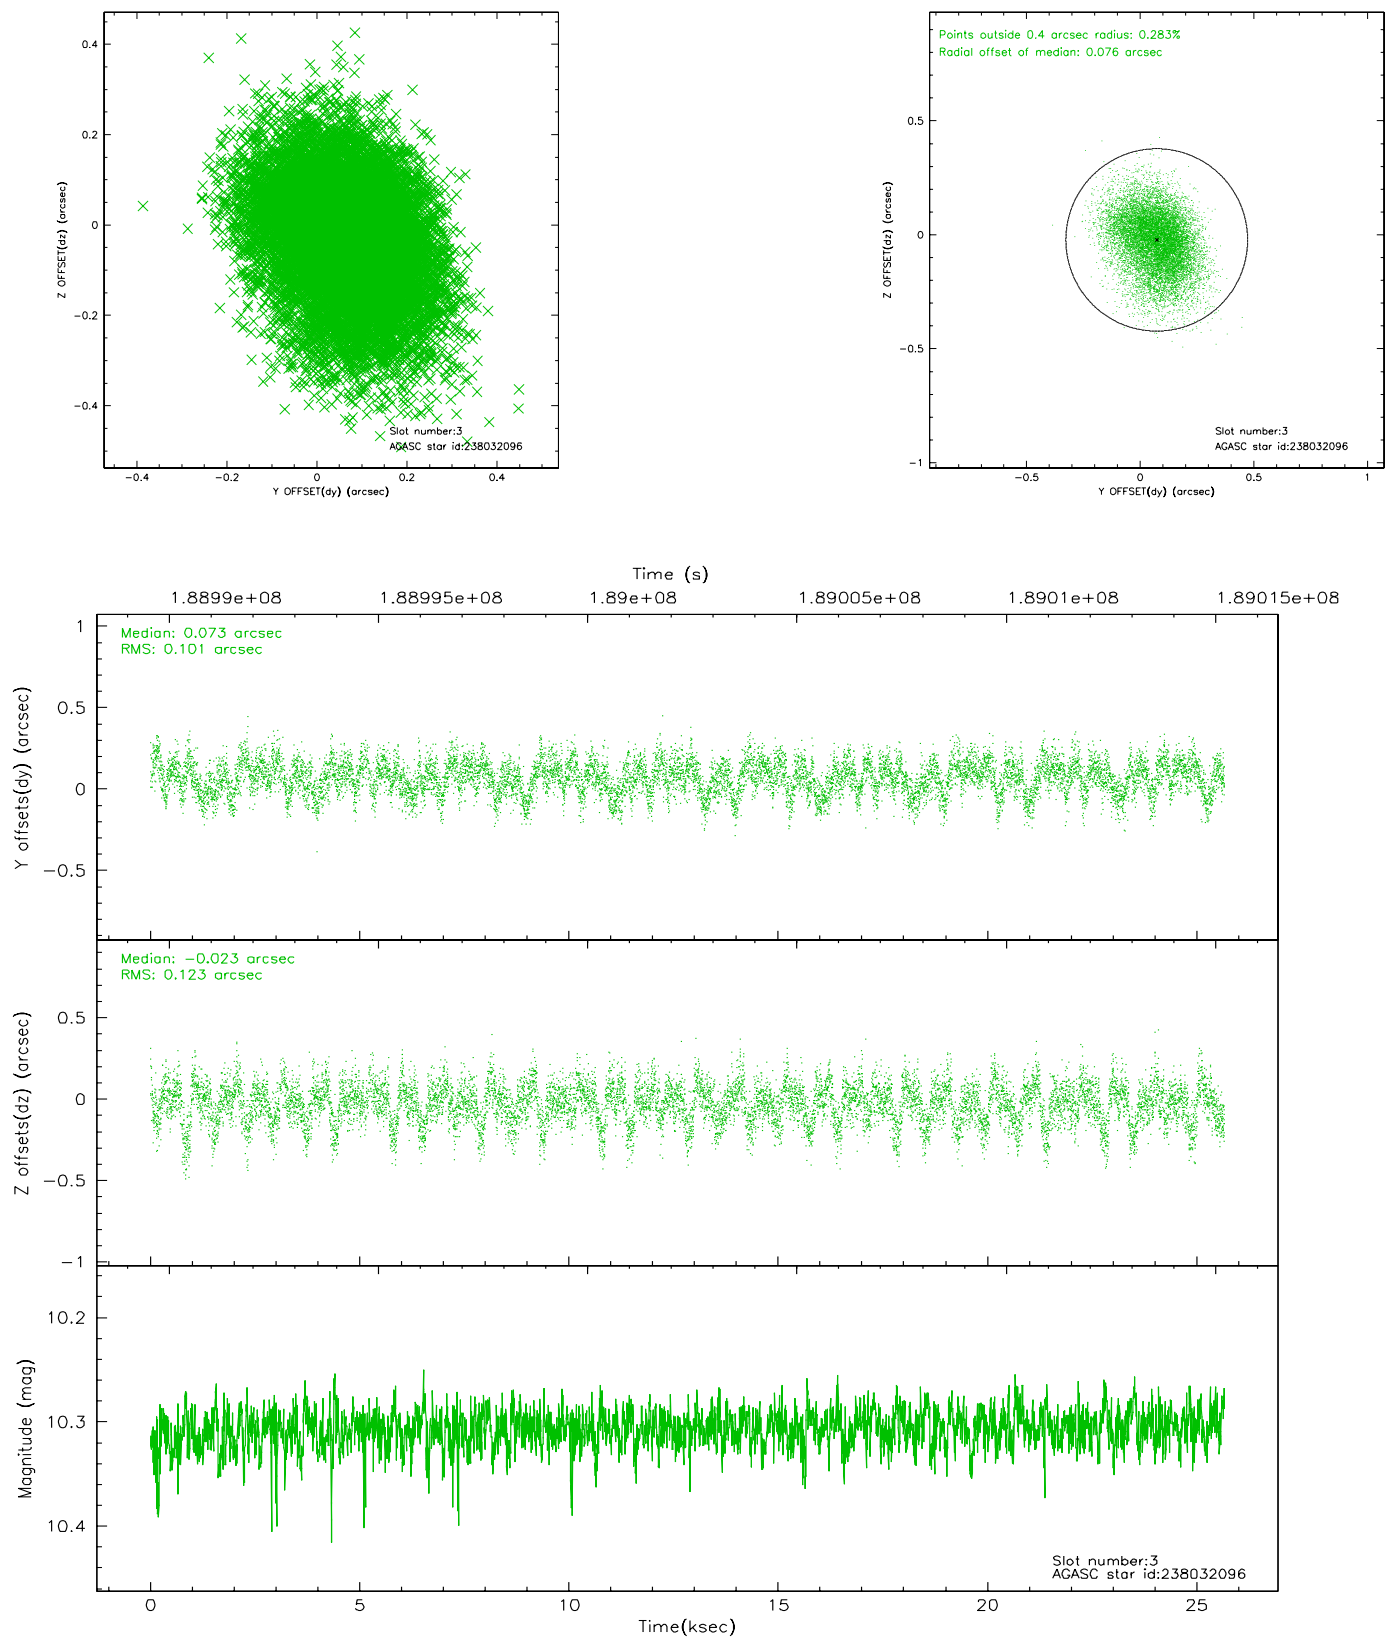 0.4
0.2
0
−0.2
−0.4
Z OFFSET(dz) (arcsec)
−0.4
−0.2
0
0.2
0.4
Y OFFSET(dy) (arcsec)
Slot number:3
AGASC star id:238032096
Points outside 0.4 arcsec radius: 0.283%
Radial offset of median: 0.076 arcsec
0.5
0
−0.5
−1
Z OFFSET(dz) (arcsec)
−0.5
0
0.5
1
Y OFFSET(dy) (arcsec)
Slot number:3
AGASC star id:238032096
Time (s)
1.8899e+08
1.88995e+08
1.89e+08
1.89005e+08
1.8901e+08
1.89015e+08
Median: 0.073 arcsec
RMS: 0.101 arcsec
1
0.5
0
−0.5
Y offsets(dy) (arcsec)
Median: −0.023 arcsec
RMS: 0.123 arcsec
0.5
0
−0.5
−1
Z offsets(dz) (arcsec)
10.2
10.3
10.4
Magnitude (mag)
Slot number:3
AGASC star id:238032096
0
5
10
15
20
25
Time(ksec)